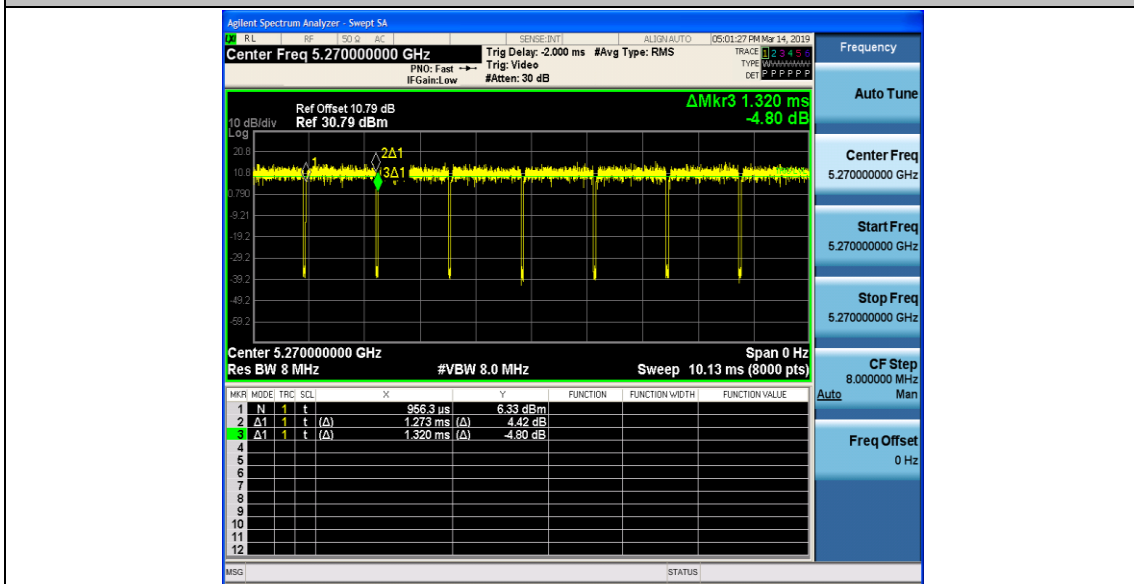 Agilent Spectrum Analyzer - Swept SA
RL RF 50 Ω AC SENSE:INT ALIGN AUTO 05:01:27 PM Mar 14, 2019
Center Freq 5.270000000 GHz
PNO: Fast
IFGain:Low
Trig Delay: -2.000 ms #Avg Type: RMS
Trig: Video
#Atten: 30 dB
TRACE 1 2 3 4 5 6
TYPE
DET P P P P P P
Frequency
Auto Tune
Center Freq
5.270000000 GHz
Start Freq
5.270000000 GHz
Stop Freq
5.270000000 GHz
CF Step
8.000000 MHz
Auto Man
Freq Offset
0 Hz
ΔMkr3 1.320 ms
-4.80 dB
Ref Offset 10.79 dB
10 dB/div Ref 30.79 dBm
Log
20.8
10.8
0.790
-9.21
-19.2
-29.2
-39.2
-49.2
-59.2
1
2Δ1
3Δ1
Center 5.270000000 GHz Span 0 Hz
Res BW 8 MHz #VBW 8.0 MHz Sweep 10.13 ms (8000 pts)
MKR MODE TRC SCL X Y FUNCTION FUNCTION WIDTH FUNCTION VALUE
1 N 1 t 956.3 µs 6.33 dBm
2 Δ1 1 t (Δ) 1.273 ms (Δ) 4.42 dB
3 Δ1 1 t (Δ) 1.320 ms (Δ) -4.80 dB
4
5
6
7
8
9
10
11
12
MSG STATUS